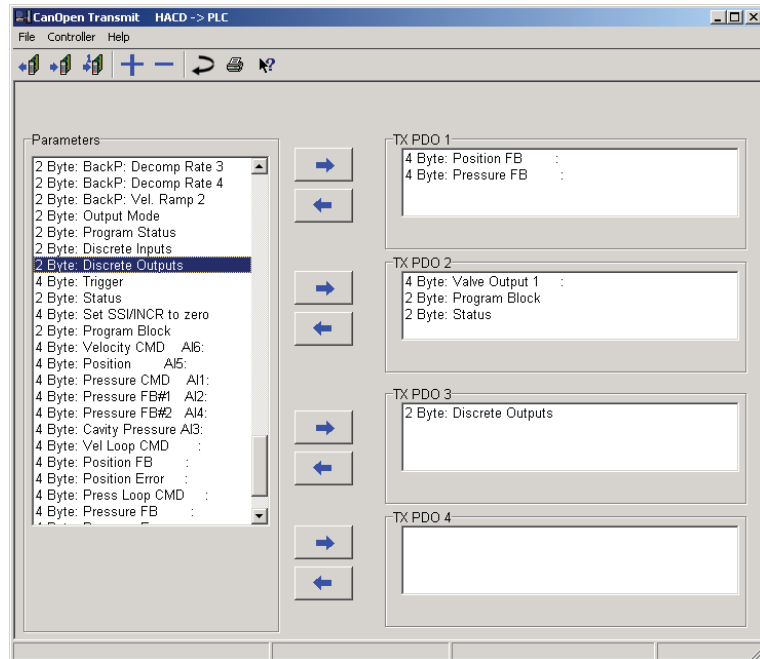 CanOpen Transmit HACD -> PLC
File Controller Help
Parameters
2 Byte: BackP: Decomp Rate 3
2 Byte: BackP: Decomp Rate 4
2 Byte: BackP: Vel. Ramp 2
2 Byte: Output Mode
2 Byte: Program Status
2 Byte: Discrete Inputs
2 Byte: Discrete Outputs
4 Byte: Trigger
2 Byte: Status
4 Byte: Set SSI/INCR to zero
2 Byte: Program Block
4 Byte: Velocity CMD AI6:
4 Byte: Position AI5:
4 Byte: Pressure CMD AI1:
4 Byte: Pressure FB#1 AI2:
4 Byte: Pressure FB#2 AI4:
4 Byte: Cavity Pressure AI3:
4 Byte: Vel Loop CMD :
4 Byte: Position FB :
4 Byte: Position Error :
4 Byte: Press Loop CMD :
4 Byte: Pressure FB :
TX PDO 1
4 Byte: Position FB :
4 Byte: Pressure FB :
TX PDO 2
4 Byte: Valve Output 1 :
2 Byte: Program Block
2 Byte: Status
TX PDO 3
2 Byte: Discrete Outputs
TX PDO 4